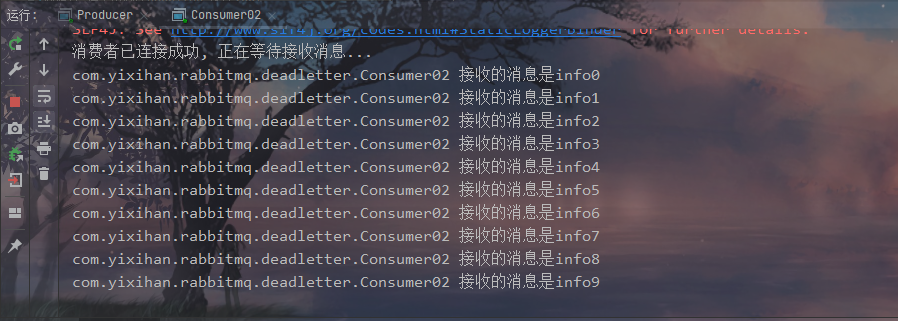 运行: Producer Consumer02
SLF4J: See http://www.slf4j.org/codes.html#StaticLoggerBinder for further details.
消费者已连接成功, 正在等待接收消息...
com.yixihan.rabbitmq.deadletter.Consumer02 接收的消息是info0
com.yixihan.rabbitmq.deadletter.Consumer02 接收的消息是info1
com.yixihan.rabbitmq.deadletter.Consumer02 接收的消息是info2
com.yixihan.rabbitmq.deadletter.Consumer02 接收的消息是info3
com.yixihan.rabbitmq.deadletter.Consumer02 接收的消息是info4
com.yixihan.rabbitmq.deadletter.Consumer02 接收的消息是info5
com.yixihan.rabbitmq.deadletter.Consumer02 接收的消息是info6
com.yixihan.rabbitmq.deadletter.Consumer02 接收的消息是info7
com.yixihan.rabbitmq.deadletter.Consumer02 接收的消息是info8
com.yixihan.rabbitmq.deadletter.Consumer02 接收的消息是info9